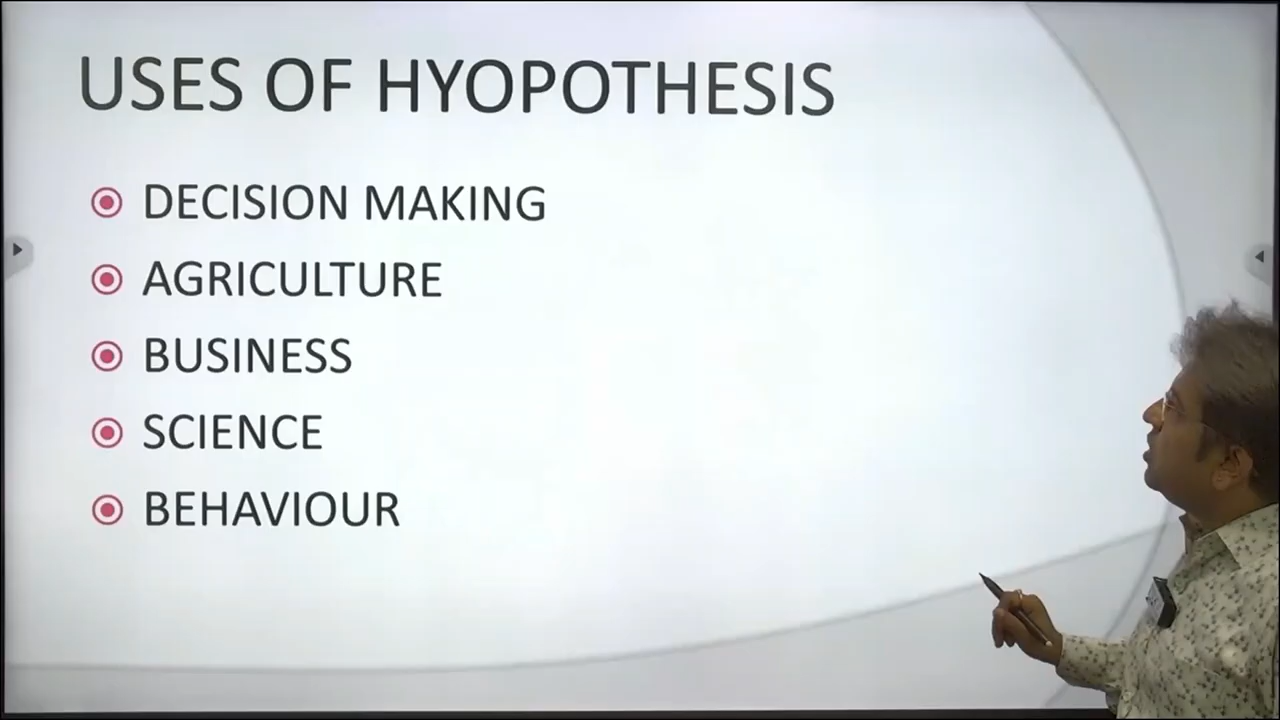 USES OF HYOPOTHESIS
DECISION MAKING
AGRICULTURE
BUSINESS
SCIENCE
BEHAVIOUR